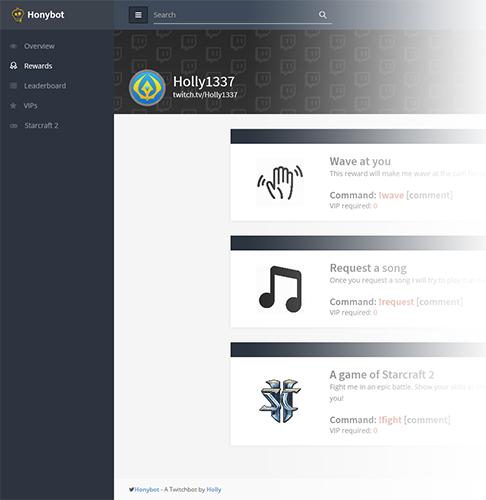 Honybot
Search
Overview
Rewards
Leaderboard
VIPs
Starcraft 2
Holly1337
twitch.tv/Holly1337
Wave at you
This reward will make me wave at the cam
Command: !wave [comment]
VIP required: 0
Request a song
Once you request a song I will try to play it
Command: !request [comment]
VIP required: 0
A game of Starcraft 2
Fight me in an epic battle. Show your skills
you!
Command: !fight [comment]
VIP required: 0
Honybot - A Twitchbot by Holly